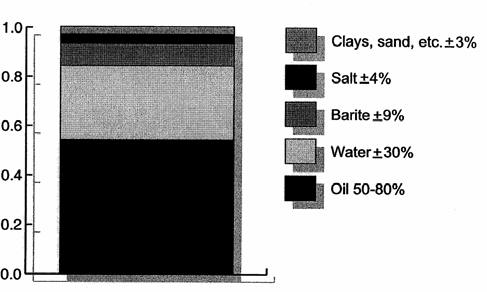 1.0
0.8
0.6
0.4
0.2
0.0
Clays, sand, etc.±3%
Salt±4%
Barite±9%
Water±30%
Oil 50-80%